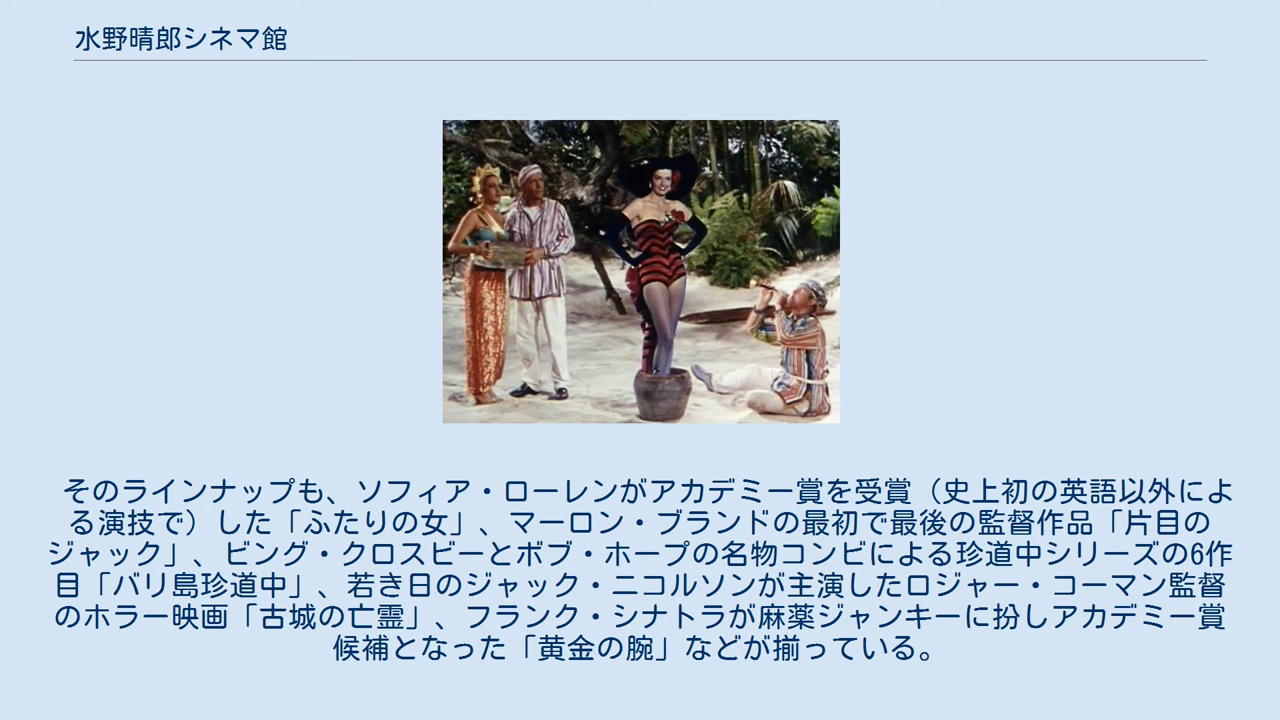 水野晴郎シネマ館
そのラインナップも、ソフィア・ローレンがアカデミー賞を受賞（史上初の英語以外によ
る演技で）した「ふたりの女」、マーロン・ブランドの最初で最後の監督作品「片目の
ジャック」、ビング・クロスビーとボブ・ホープの名物コンビによる珍道中シリーズの6作
目「バリ島珍道中」、若き日のジャック・ニコルソンが主演したロジャー・コーマン監督
のホラー映画「古城の亡霊」、フランク・シナトラが麻薬ジャンキーに扮しアカデミー賞
候補となった「黄金の腕」などが揃っている。